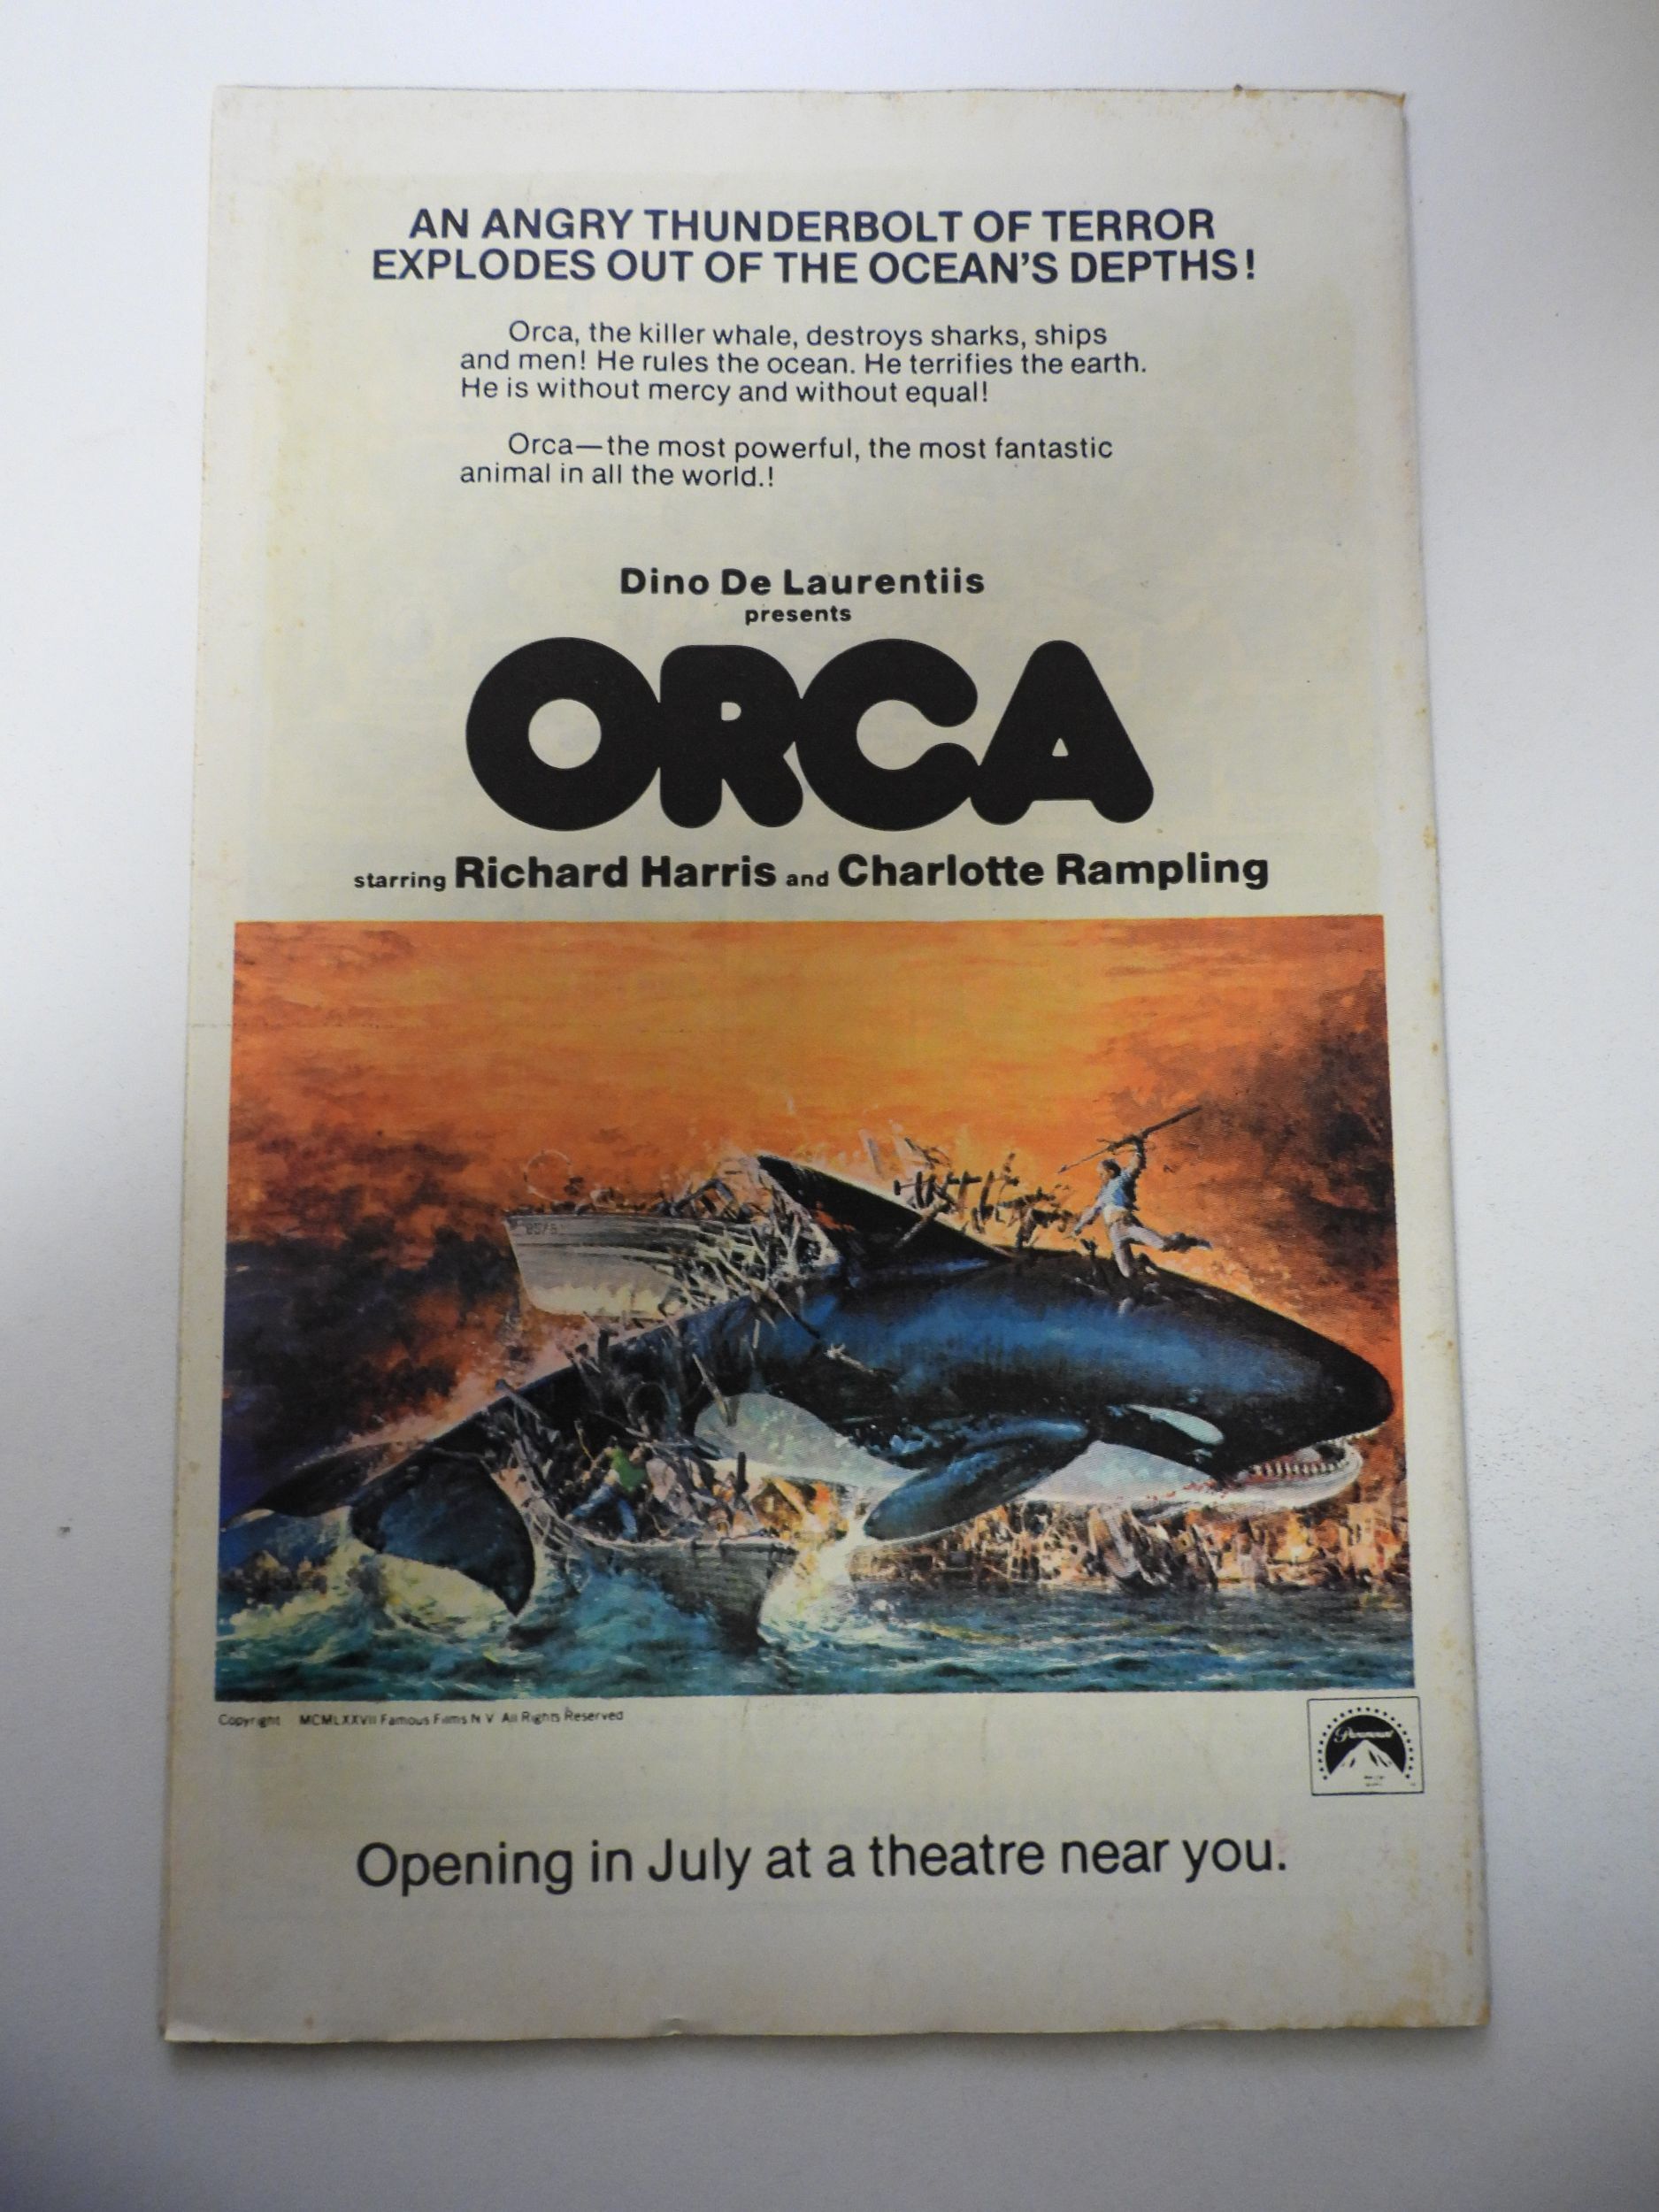 AN ANGRY THUNDERBOLT OF TERROR
EXPLODES OUT OF THE OCEAN'S DEPTHS!
Orca, the killer whale, destroys sharks, ships
and men! He rules the ocean. He terrifies the earth.
He is without mercy and without equal!
Orca—the most powerful, the most fantastic
animal in all the world.!
Dino De Laurentiis
presents
ORCA
starring Richard Harris and Charlotte Rampling
Copyright MCMLXXVII Famous Films N V All Rights Reserved
Paramount
Opening in July at a theatre near you.